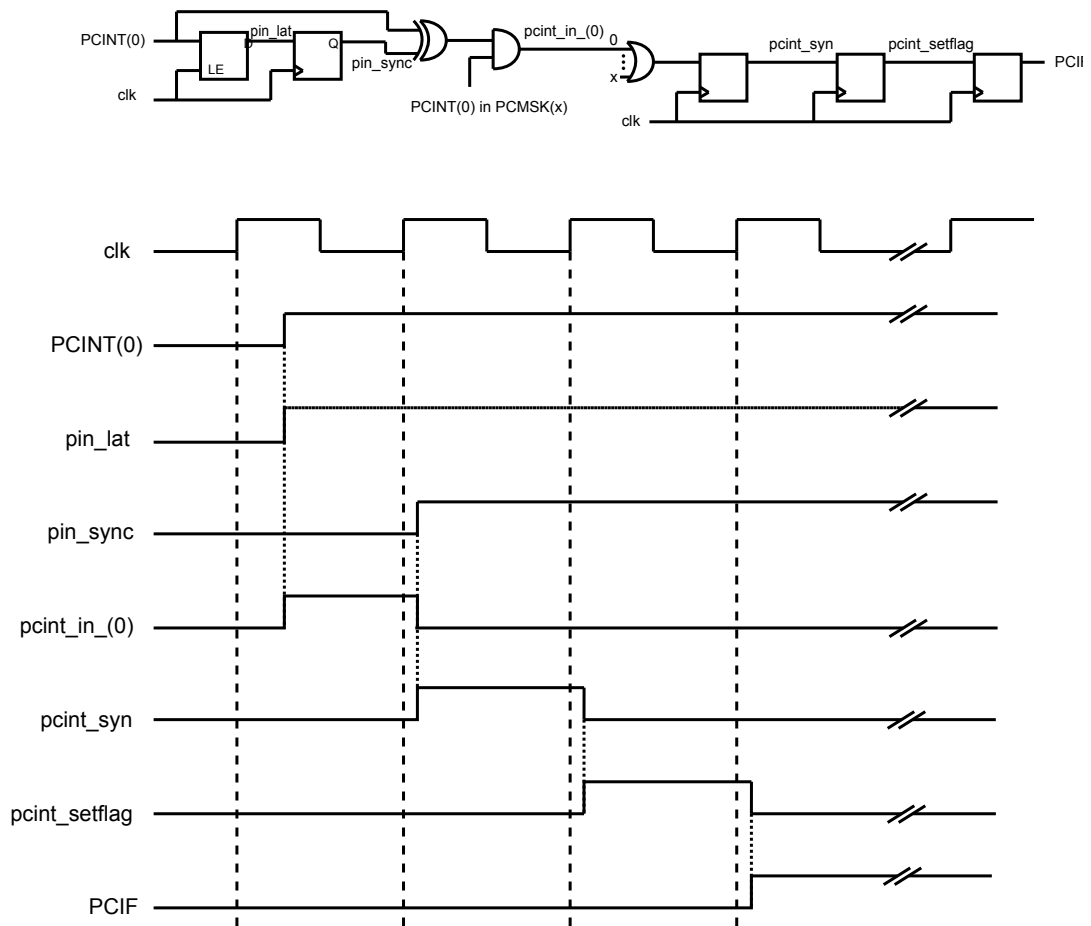 PCINT(0)
LE
D
pin_lat
Q
pin_sync
clk
pcint_in_(0)
PCINT(0) in PCMSK(x)
0
x
clk
pcint_syn
pcint_setflag
PCIF
clk
PCINT(0)
pin_lat
pin_sync
pcint_in_(0)
pcint_syn
pcint_setflag
PCIF